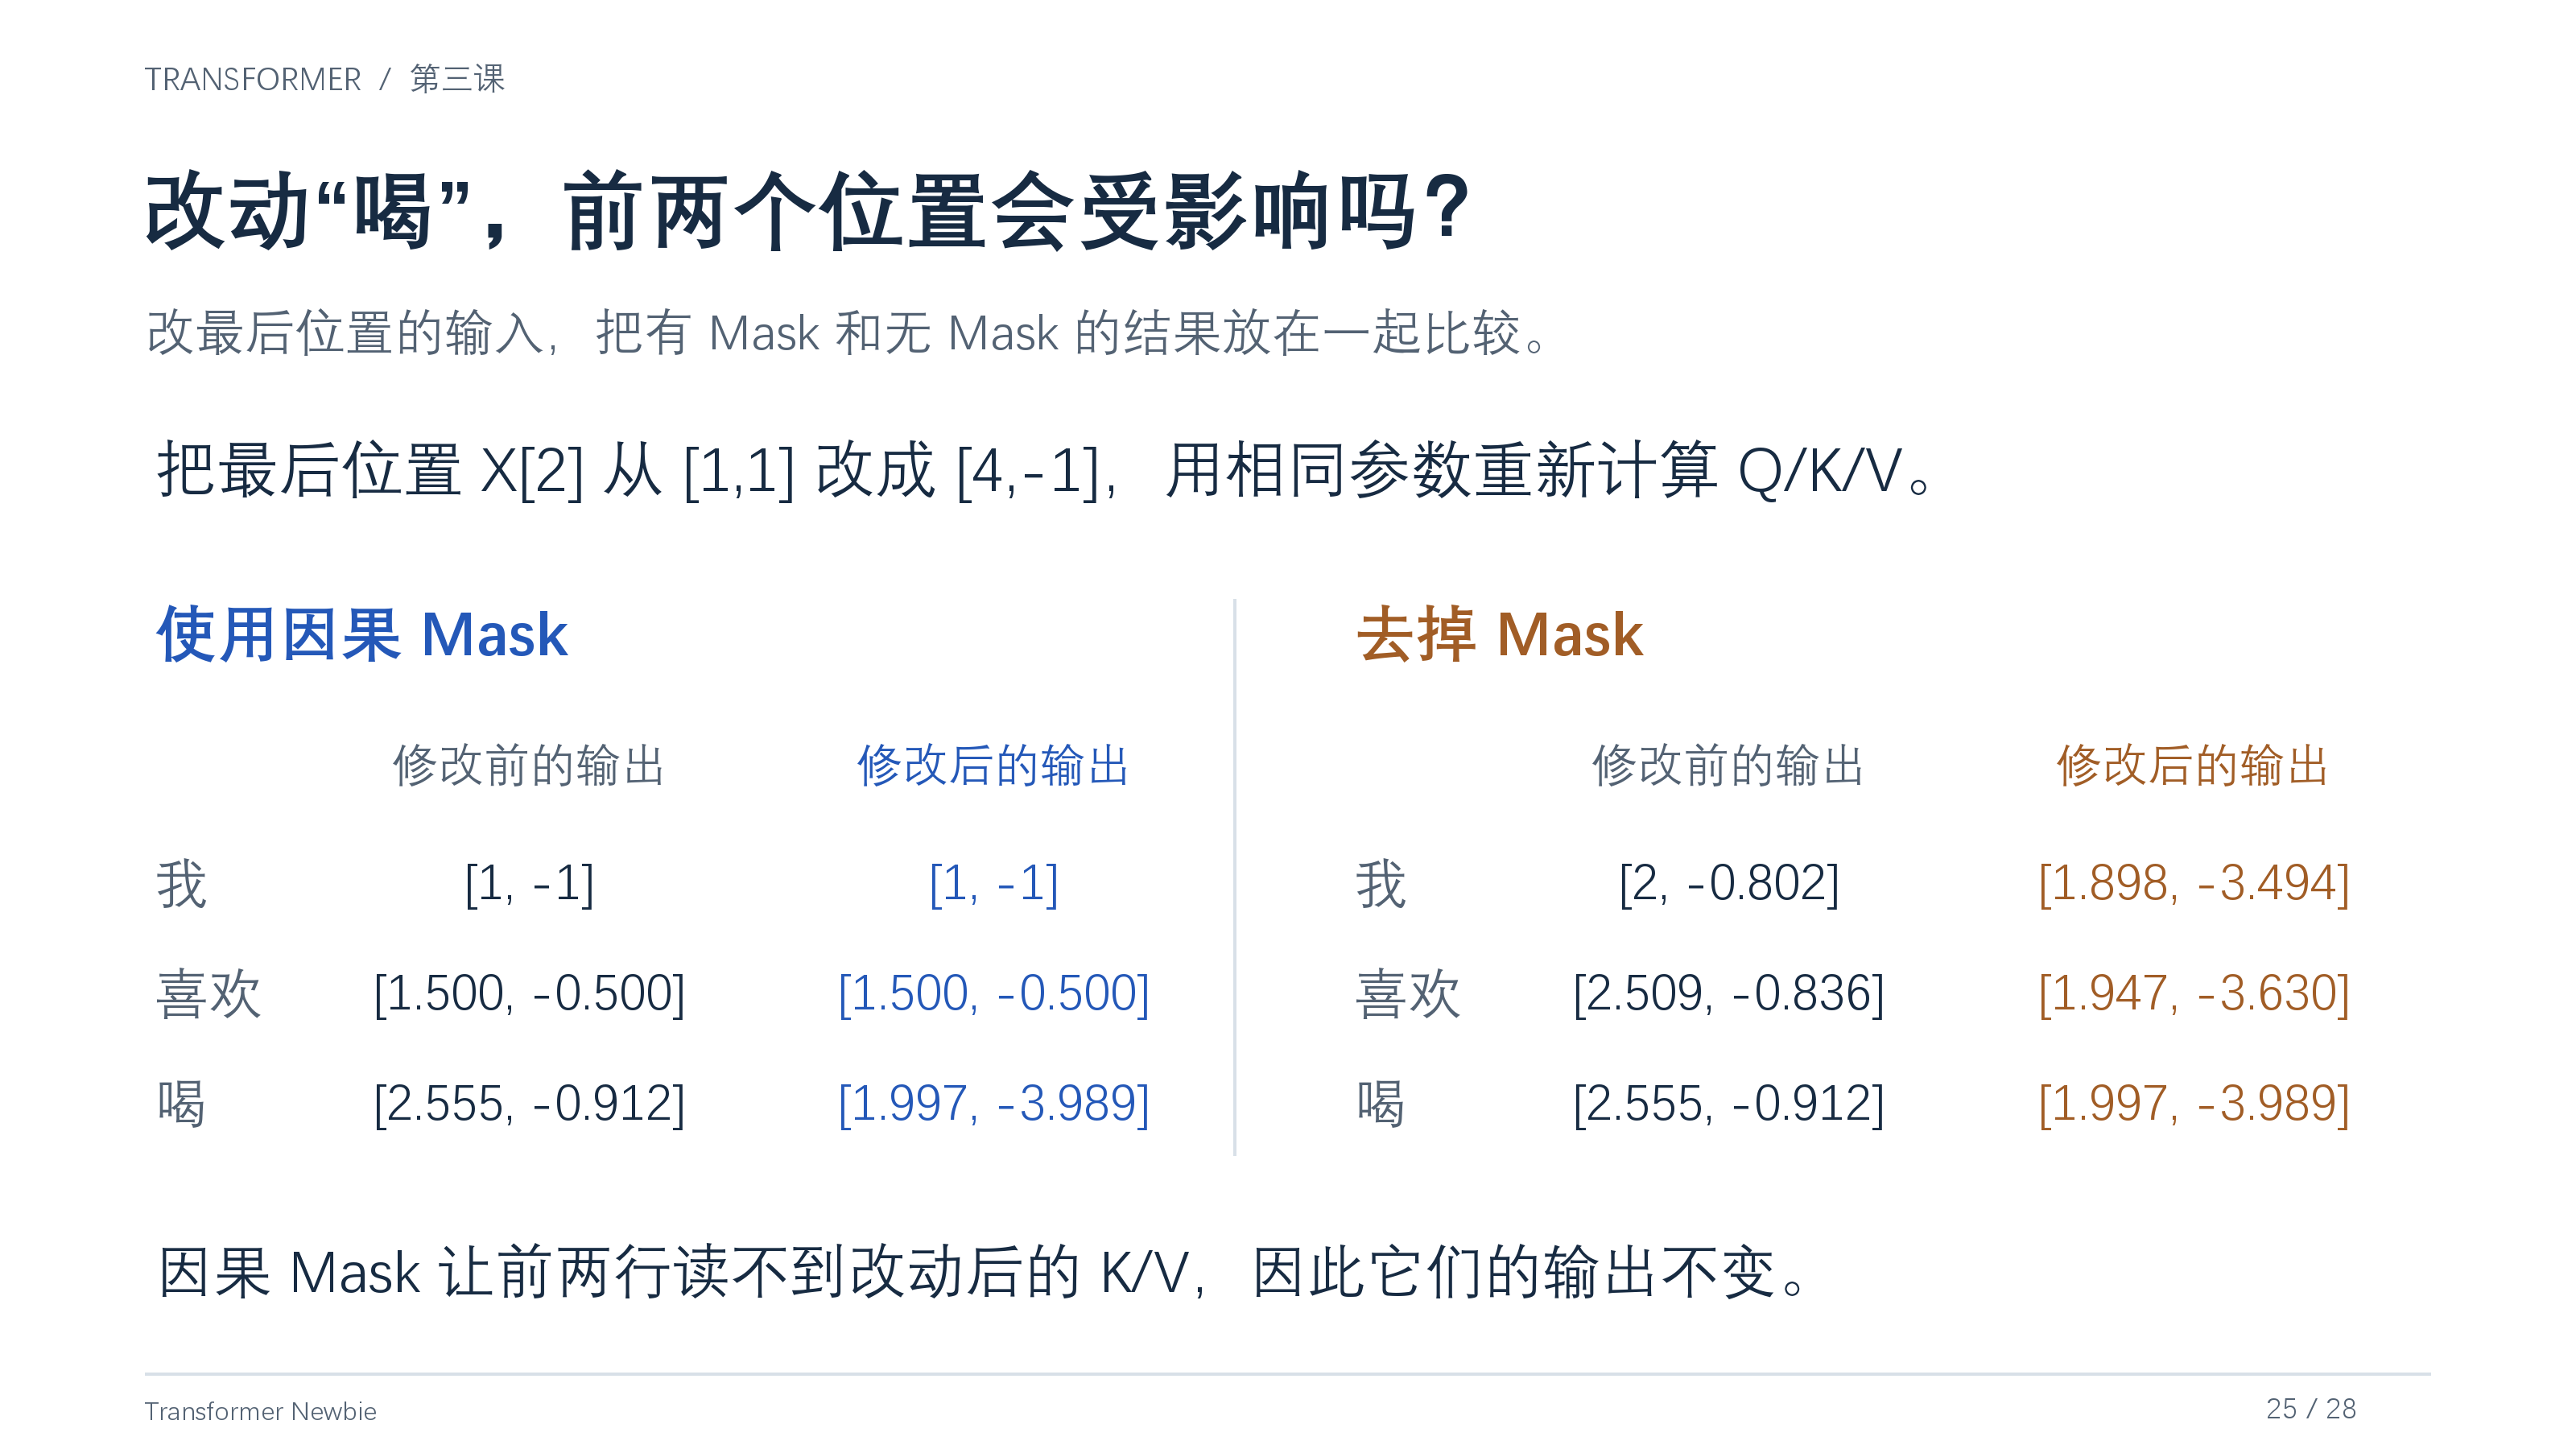 TRANSFORMER / 第三课
改动“喝”，前两个位置会受影响吗？
改最后位置的输入，把有 Mask 和无 Mask 的结果放在一起比较。
把最后位置 X[2] 从 [1,1] 改成 [4,-1]，用相同参数重新计算 Q/K/V。
使用因果 Mask
修改前的输出 修改后的输出
我 [1, -1] [1, -1]
喜欢 [1.500, -0.500] [1.500, -0.500]
喝 [2.555, -0.912] [1.997, -3.989]
去掉 Mask
修改前的输出 修改后的输出
我 [2, -0.802] [1.898, -3.494]
喜欢 [2.509, -0.836] [1.947, -3.630]
喝 [2.555, -0.912] [1.997, -3.989]
因果 Mask 让前两行读不到改动后的 K/V，因此它们的输出不变。
Transformer Newbie
25 / 28